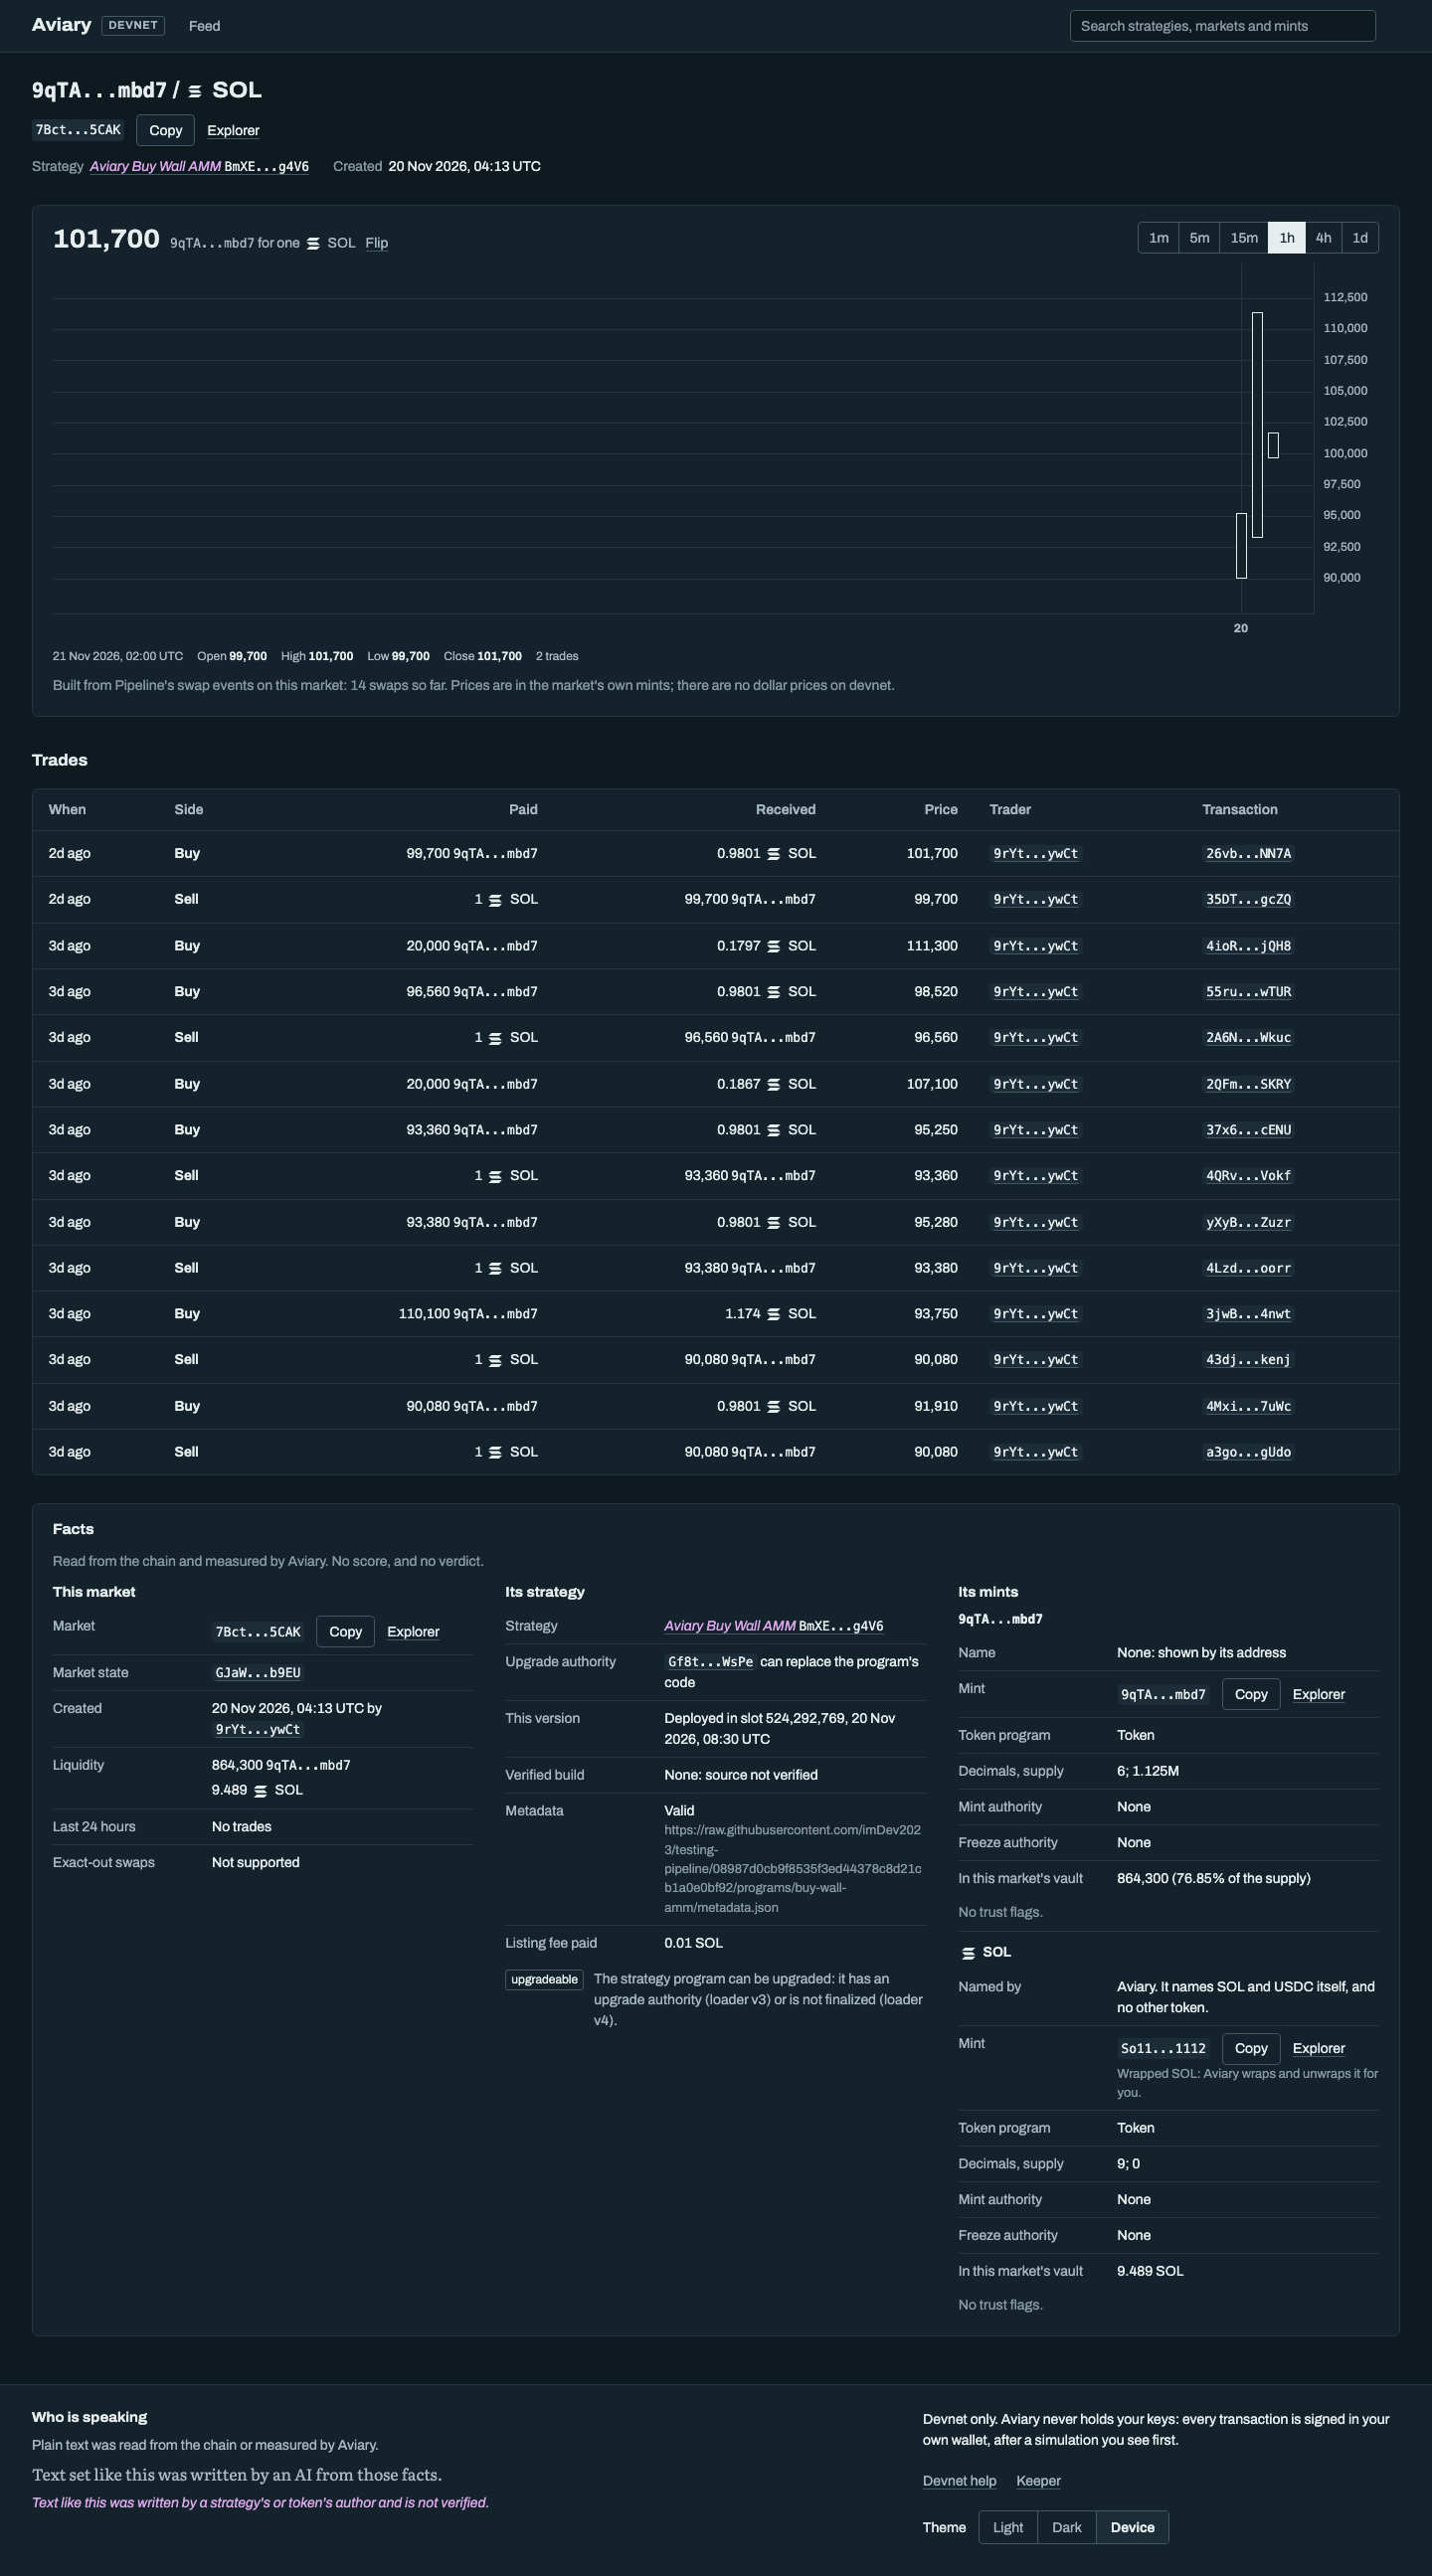 Aviary DEVNET Feed Search strategies, markets and mints
9qTA...mbd7 / SOL
7Bct...5CAK Copy Explorer
Strategy Aviary Buy Wall AMM BmXE...g4V6 Created 20 Nov 2026, 04:13 UTC
101,700 9qTA...mbd7 for one SOL Flip 1m 5m 15m 1h 4h 1d
112,500
110,000
107,500
105,000
102,500
100,000
97,500
95,000
92,500
90,000
20
21 Nov 2026, 02:00 UTC Open 99,700 High 101,700 Low 99,700 Close 101,700 2 trades
Built from Pipeline's swap events on this market: 14 swaps so far. Prices are in the market's own mints; there are no dollar prices on devnet.
Trades
When Side Paid Received Price Trader Transaction
2d ago Buy 99,700 9qTA...mbd7 0.9801 SOL 101,700 9rYt...ywCt 26vb...NN7A
2d ago Sell 1 SOL 99,700 9qTA...mbd7 99,700 9rYt...ywCt 35DT...gcZQ
3d ago Buy 20,000 9qTA...mbd7 0.1797 SOL 111,300 9rYt...ywCt 4ioR...jQH8
3d ago Buy 96,560 9qTA...mbd7 0.9801 SOL 98,520 9rYt...ywCt 55ru...wTUR
3d ago Sell 1 SOL 96,560 9qTA...mbd7 96,560 9rYt...ywCt 2A6N...Wkuc
3d ago Buy 20,000 9qTA...mbd7 0.1867 SOL 107,100 9rYt...ywCt 2QFm...SKRY
3d ago Buy 93,360 9qTA...mbd7 0.9801 SOL 95,250 9rYt...ywCt 37x6...cENU
3d ago Sell 1 SOL 93,360 9qTA...mbd7 93,360 9rYt...ywCt 4QRv...Vokf
3d ago Buy 93,380 9qTA...mbd7 0.9801 SOL 95,280 9rYt...ywCt yXyB...Zuzr
3d ago Sell 1 SOL 93,380 9qTA...mbd7 93,380 9rYt...ywCt 4Lzd...oorr
3d ago Buy 110,100 9qTA...mbd7 1.174 SOL 93,750 9rYt...ywCt 3jwB...4nwt
3d ago Sell 1 SOL 90,080 9qTA...mbd7 90,080 9rYt...ywCt 43dj...kenj
3d ago Buy 90,080 9qTA...mbd7 0.9801 SOL 91,910 9rYt...ywCt 4Mxi...7uWc
3d ago Sell 1 SOL 90,080 9qTA...mbd7 90,080 9rYt...ywCt a3go...gUdo
Facts
Read from the chain and measured by Aviary. No score, and no verdict.
This market
Market 7Bct...5CAK Copy Explorer
Market state GJaW...b9EU
Created 20 Nov 2026, 04:13 UTC by
9rYt...ywCt
Liquidity 864,300 9qTA...mbd7
9.489 SOL
Last 24 hours No trades
Exact-out swaps Not supported
Its strategy
Strategy Aviary Buy Wall AMM BmXE...g4V6
Upgrade authority Gf8t...WsPe can replace the program's
code
This version Deployed in slot 524,292,769, 20 Nov
2026, 08:30 UTC
Verified build None: source not verified
Metadata Valid
https://raw.githubusercontent.com/imDev202
3/testing-
pipeline/08987d0cb9f8535f3ed44378c8d21c
b1a0e0bf92/programs/buy-wall-
amm/metadata.json
Listing fee paid 0.01 SOL
upgradeable The strategy program can be upgraded: it has an
upgrade authority (loader v3) or is not finalized (loader
v4).
Its mints
9qTA...mbd7
Name None: shown by its address
Mint 9qTA...mbd7 Copy Explorer
Token program Token
Decimals, supply 6; 1.125M
Mint authority None
Freeze authority None
In this market's vault 864,300 (76.85% of the supply)
No trust flags.
SOL
Named by Aviary. It names SOL and USDC itself, and
no other token.
Mint So11...1112 Copy Explorer
Wrapped SOL: Aviary wraps and unwraps it for
you.
Token program Token
Decimals, supply 9; 0
Mint authority None
Freeze authority None
In this market's vault 9.489 SOL
No trust flags.
Who is speaking
Plain text was read from the chain or measured by Aviary.
Text set like this was written by an AI from those facts.
Text like this was written by a strategy's or token's author and is not verified.
Devnet only. Aviary never holds your keys: every transaction is signed in your
own wallet, after a simulation you see first.
Devnet help Keeper
Theme Light Dark Device